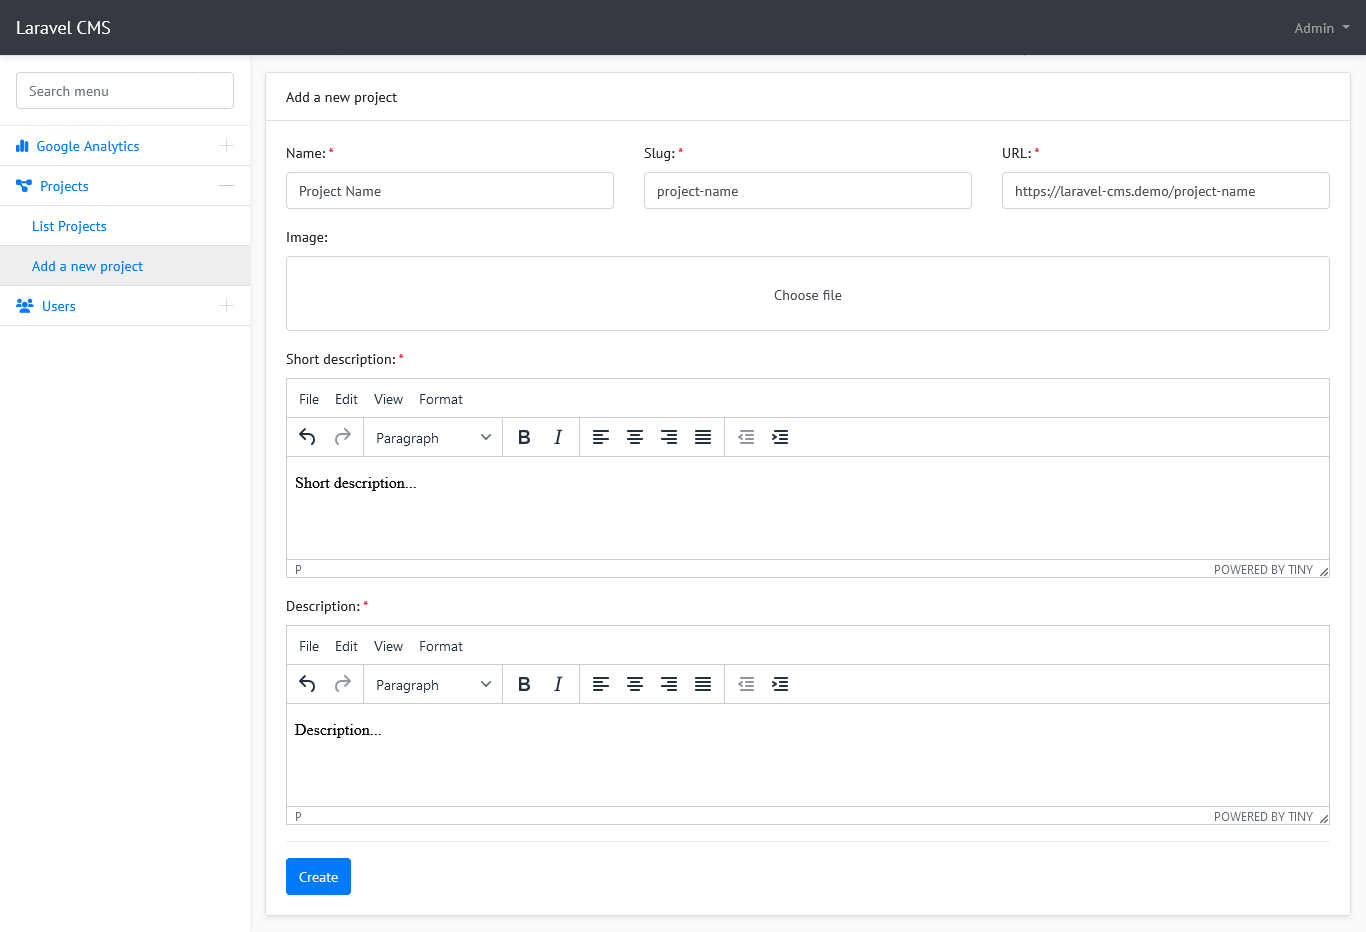 Laravel CMS
Admin
Search menu
Google Analytics
Projects
List Projects
Add a new project
Users
Add a new project
Name: * Slug: * URL: *
Project Name project-name https://laravel-cms.demo/project-name
Image:
Choose file
Short description: *
File Edit View Format
Paragraph B I
Short description...
P POWERED BY TINY
Description: *
File Edit View Format
Paragraph B I
Description...
P POWERED BY TINY
Create